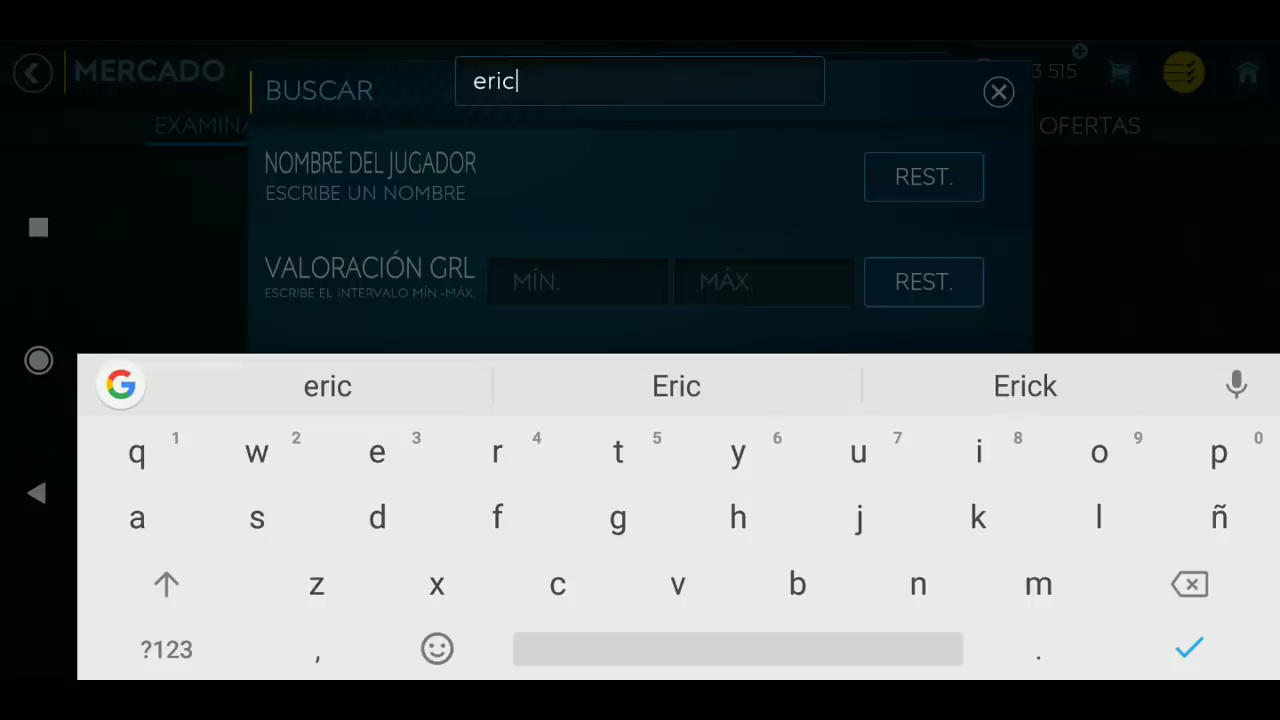 MERCADO
BUSCAR
eric
3 515
EXAMINA
OFERTAS
NOMBRE DEL JUGADOR
ESCRIBE UN NOMBRE
REST.
VALORACIÓN GRL
ESCRIBE EL INTERVALO MÍN.-MÁX.
MÍN.
MÁX.
REST.
eric Eric Erick
q 1 w 2 e 3 r 4 t 5 y 6 u 7 i 8 o 9 p 0
a s d f g h j k l ñ
z x c v b n m
?123 , .